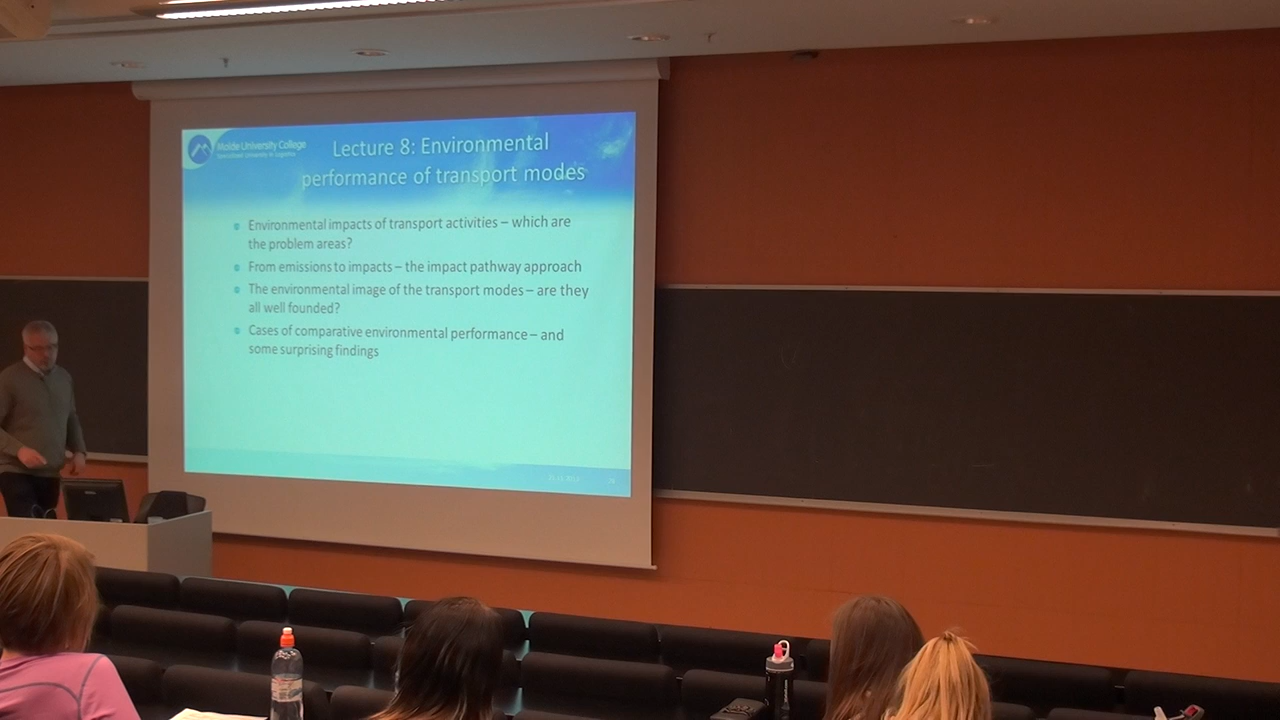 Molde University College
Lecture 8: Environmental
performance of transport modes
Environmental impacts of transport activities – which are
the problem areas?
From emissions to impacts – the impact pathway approach
The environmental image of the transport modes – are they
all well founded?
Cases of comparative environmental performance – and
some surprising findings